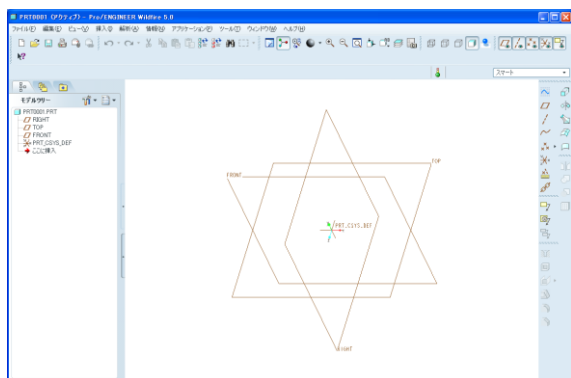 PRT0001 (アクティブ) - Pro/ENGINEER Wildfire 5.0
ファイル(F) 編集(E) ビュー(V) 挿入(I) 解析(A) 情報(N) アプリケーション(P) ツール(T) ウィンドウ(W) ヘルプ(H)
スマート
モデルツリー
PRT0001.PRT
RIGHT
TOP
FRONT
PRT_CSYS_DEF
ここに挿入
TOP
FRONT
PRT_CSYS_DEF
RIGHT